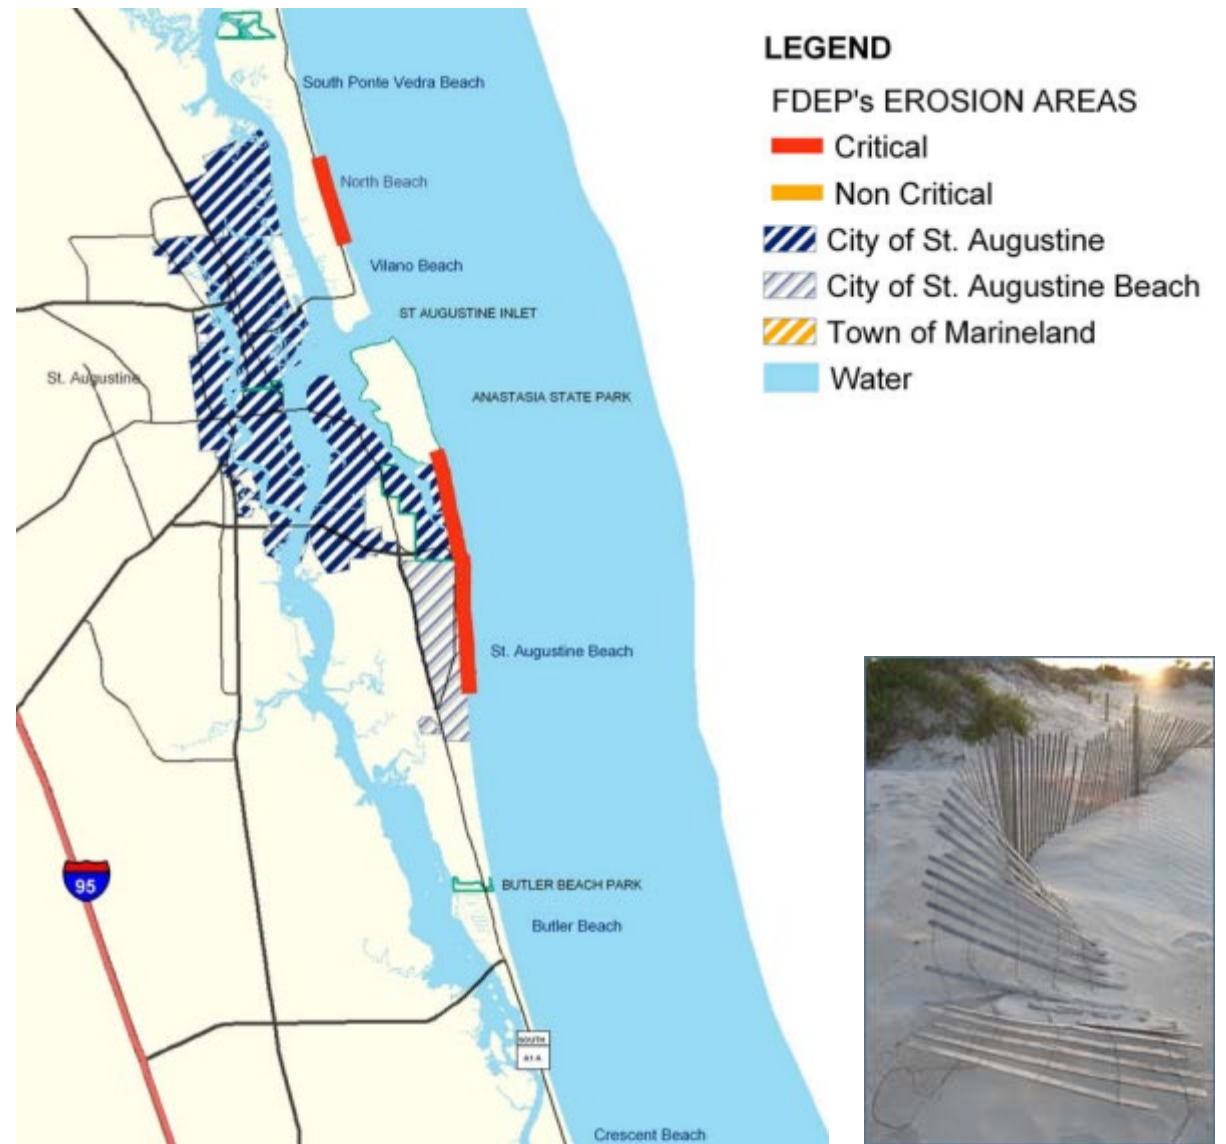 South Ponte Vedra Beach
North Beach
Vilano Beach
ST AUGUSTINE INLET
St. Augustine
ANASTASIA STATE PARK
St. Augustine Beach
95
BUTLER BEACH PARK
Butler Beach
SOUTH
A1A
Crescent Beach
LEGEND
FDEP's EROSION AREAS
Critical
Non Critical
City of St. Augustine
City of St. Augustine Beach
Town of Marineland
Water